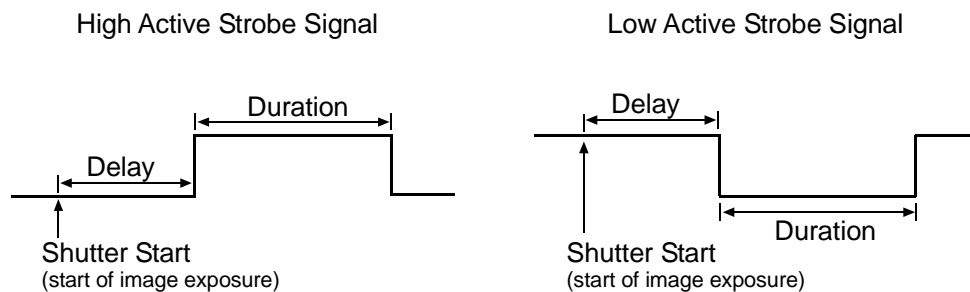 High Active Strobe Signal
Duration
Delay
Shutter Start
(start of image exposure)
Low Active Strobe Signal
Delay
Duration
Shutter Start
(start of image exposure)